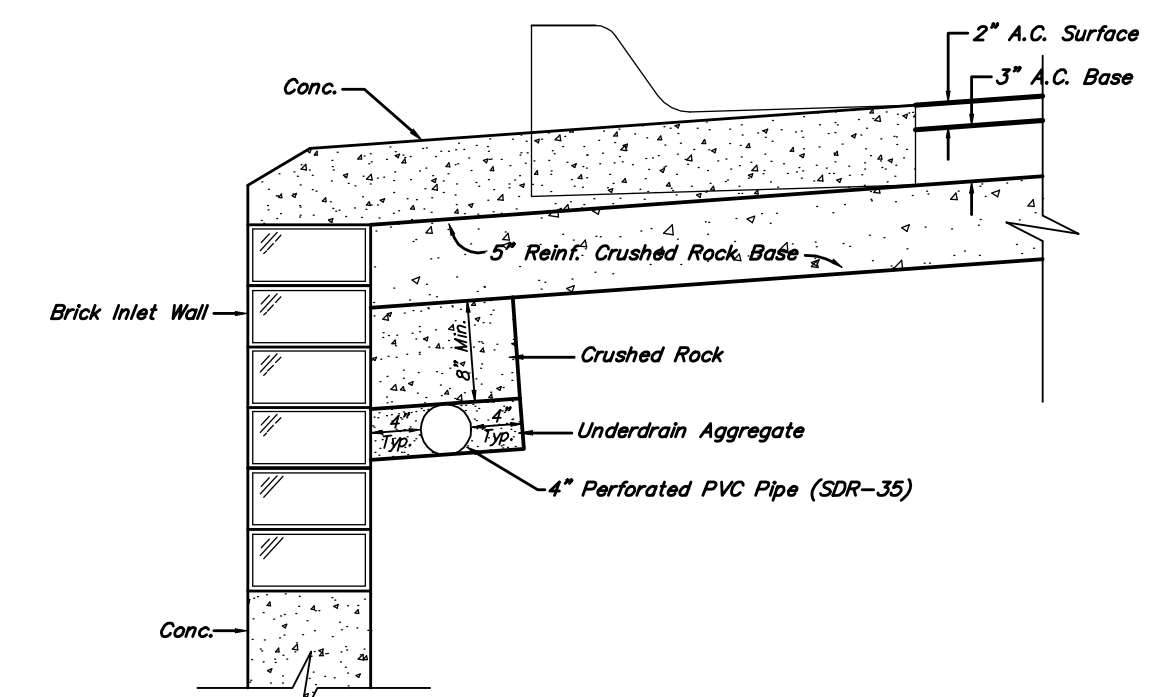 2" A.C. Surface
3" A.C. Base
Conc.
5" Reinf. Crushed Rock Base
Brick Inlet Wall
8" Min.
Crushed Rock
4"
Typ.
4"
Typ.
Underdrain Aggregate
4" Perforated PVC Pipe (SDR-35)
Conc.